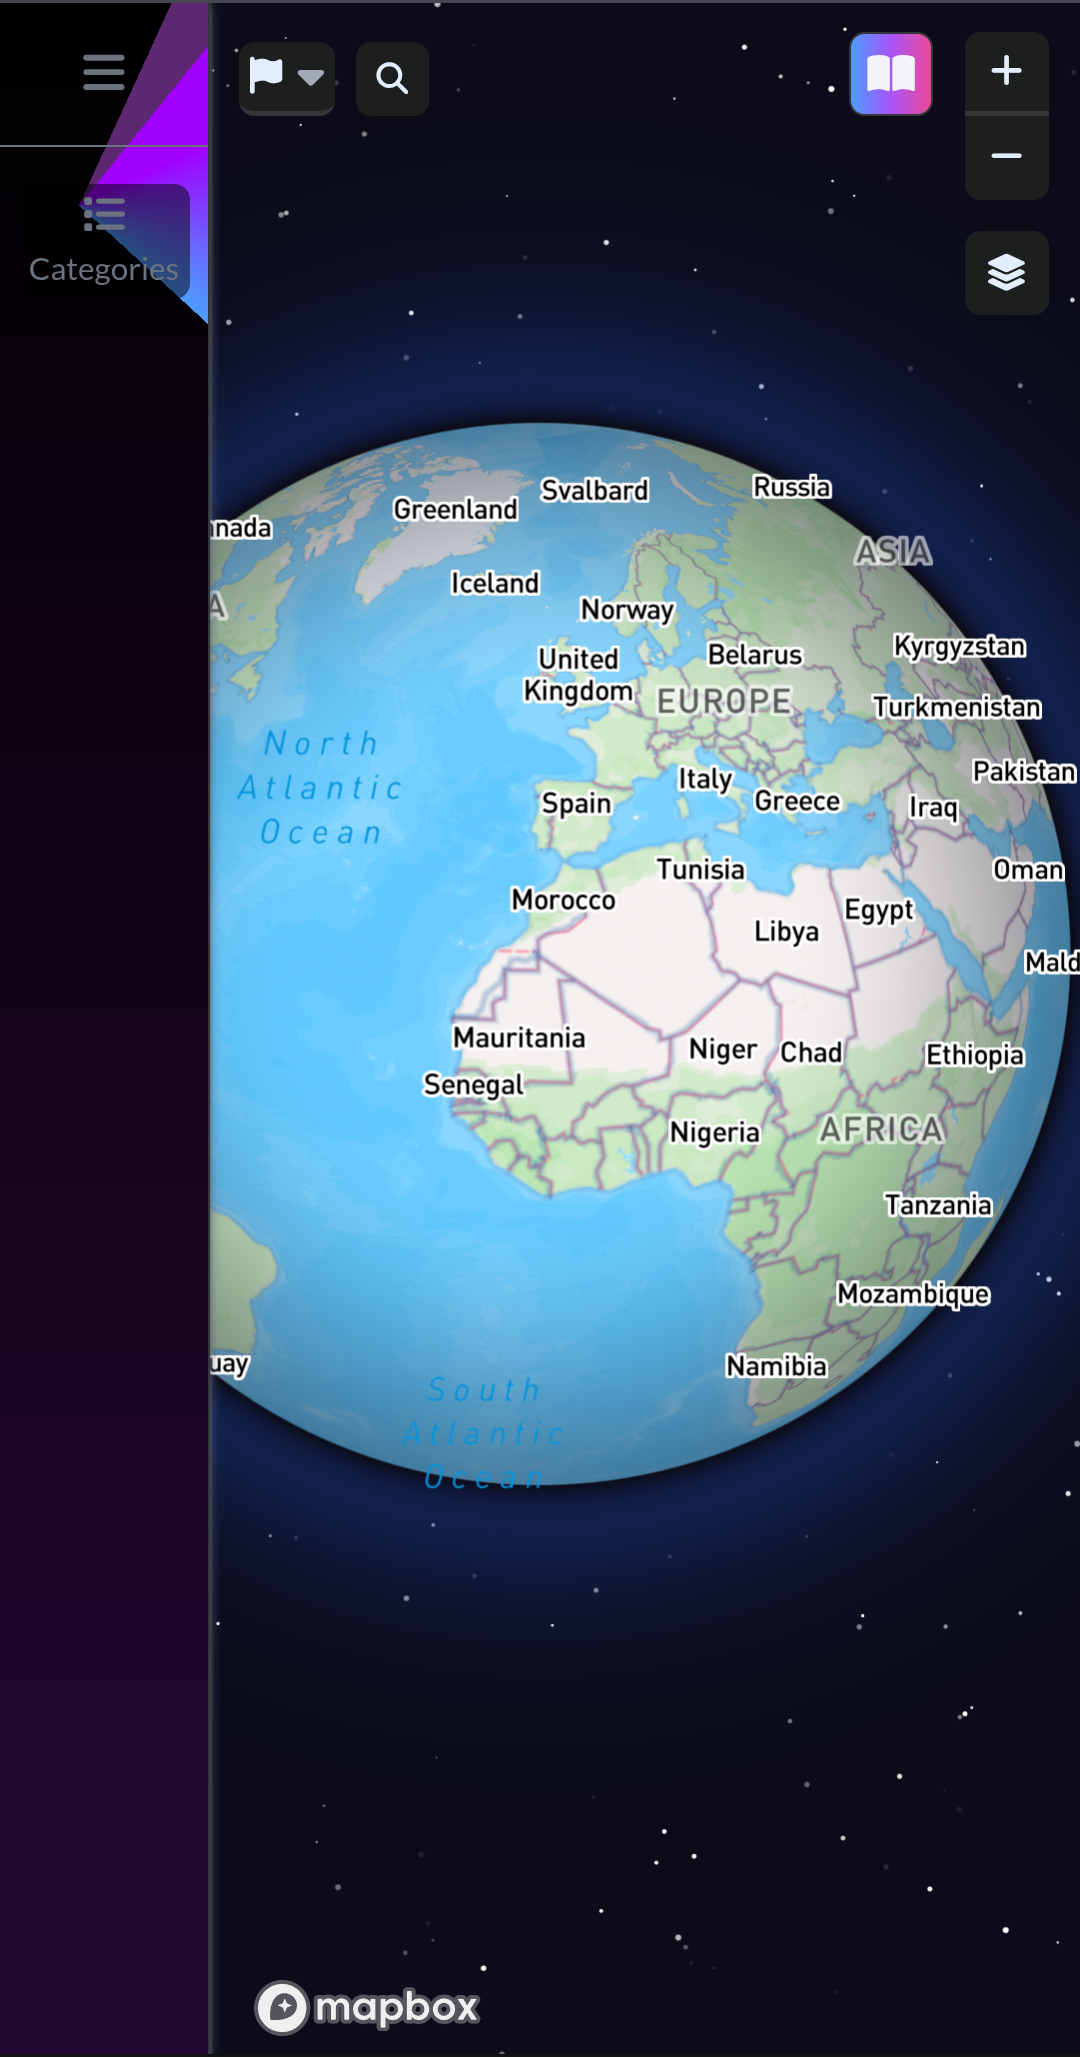 Categories
Svalbard
Russia
Greenland
nada
ASIA
Iceland
A
Norway
Kyrgyzstan
United
Kingdom
Belarus
EUROPE
Turkmenistan
North
Atlantic
Ocean
Pakistan
Italy
Spain
Greece
Iraq
Tunisia
Oman
Morocco
Egypt
Libya
Mald
Mauritania
Niger
Chad
Ethiopia
Senegal
Nigeria
AFRICA
Tanzania
Mozambique
uay
Namibia
South
Atlantic
Ocean
mapbox